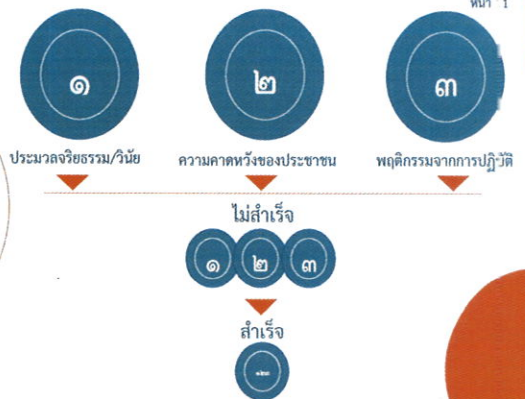 หน้า 1
๑ ๒ ๓
ประมวลจริยธรรม/วินัย ความคาดหวังของประชาชน พฤติกรรมจากการปฏิบัติ
ไม่สำเร็จ
๑ ๒ ๓
สำเร็จ
๑๒๓